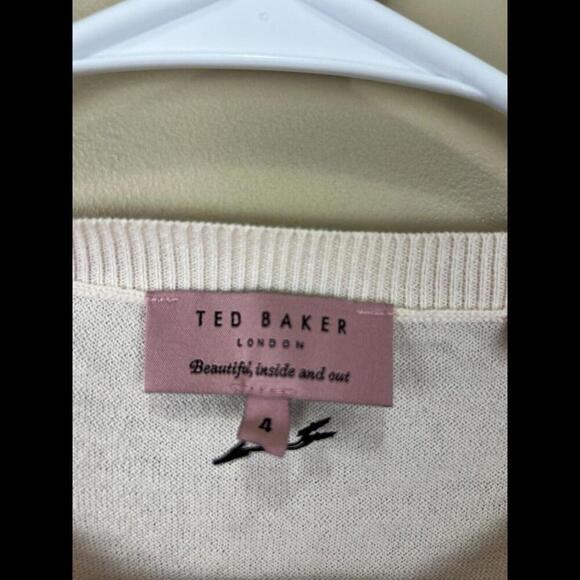 TED BAKER
LONDON
Beautiful, inside and out
4